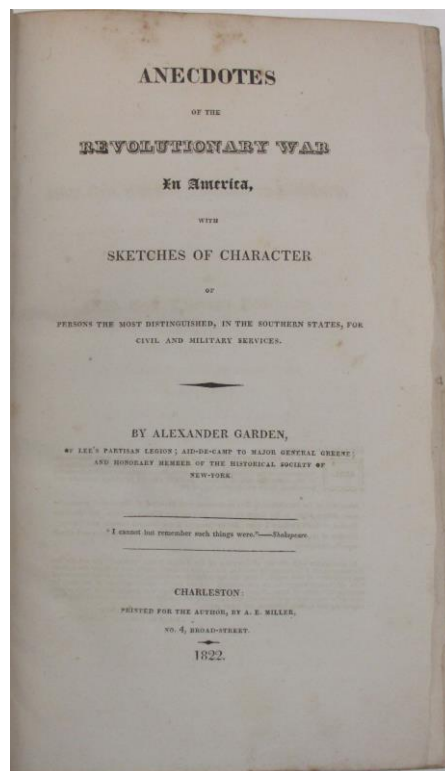 ANECDOTES
OF THE
REVOLUTIONARY WAR
In America,
WITH
SKETCHES OF CHARACTER
OF
PERSONS THE MOST DISTINGUISHED, IN THE SOUTHERN STATES, FOR
CIVIL AND MILITARY SERVICES.
BY ALEXANDER GARDEN,
OF LEE'S PARTISAN LEGION; AID-DE-CAMP TO MAJOR GENERAL GREENE;
AND HONORARY MEMBER OF THE HISTORICAL SOCIETY OF
NEW-YORK.
"I cannot but remember such things were."—Shakspeare.
CHARLESTON:
PRINTED FOR THE AUTHOR, BY A. E. MILLER,
NO. 4, BROAD-STREET.
1822.